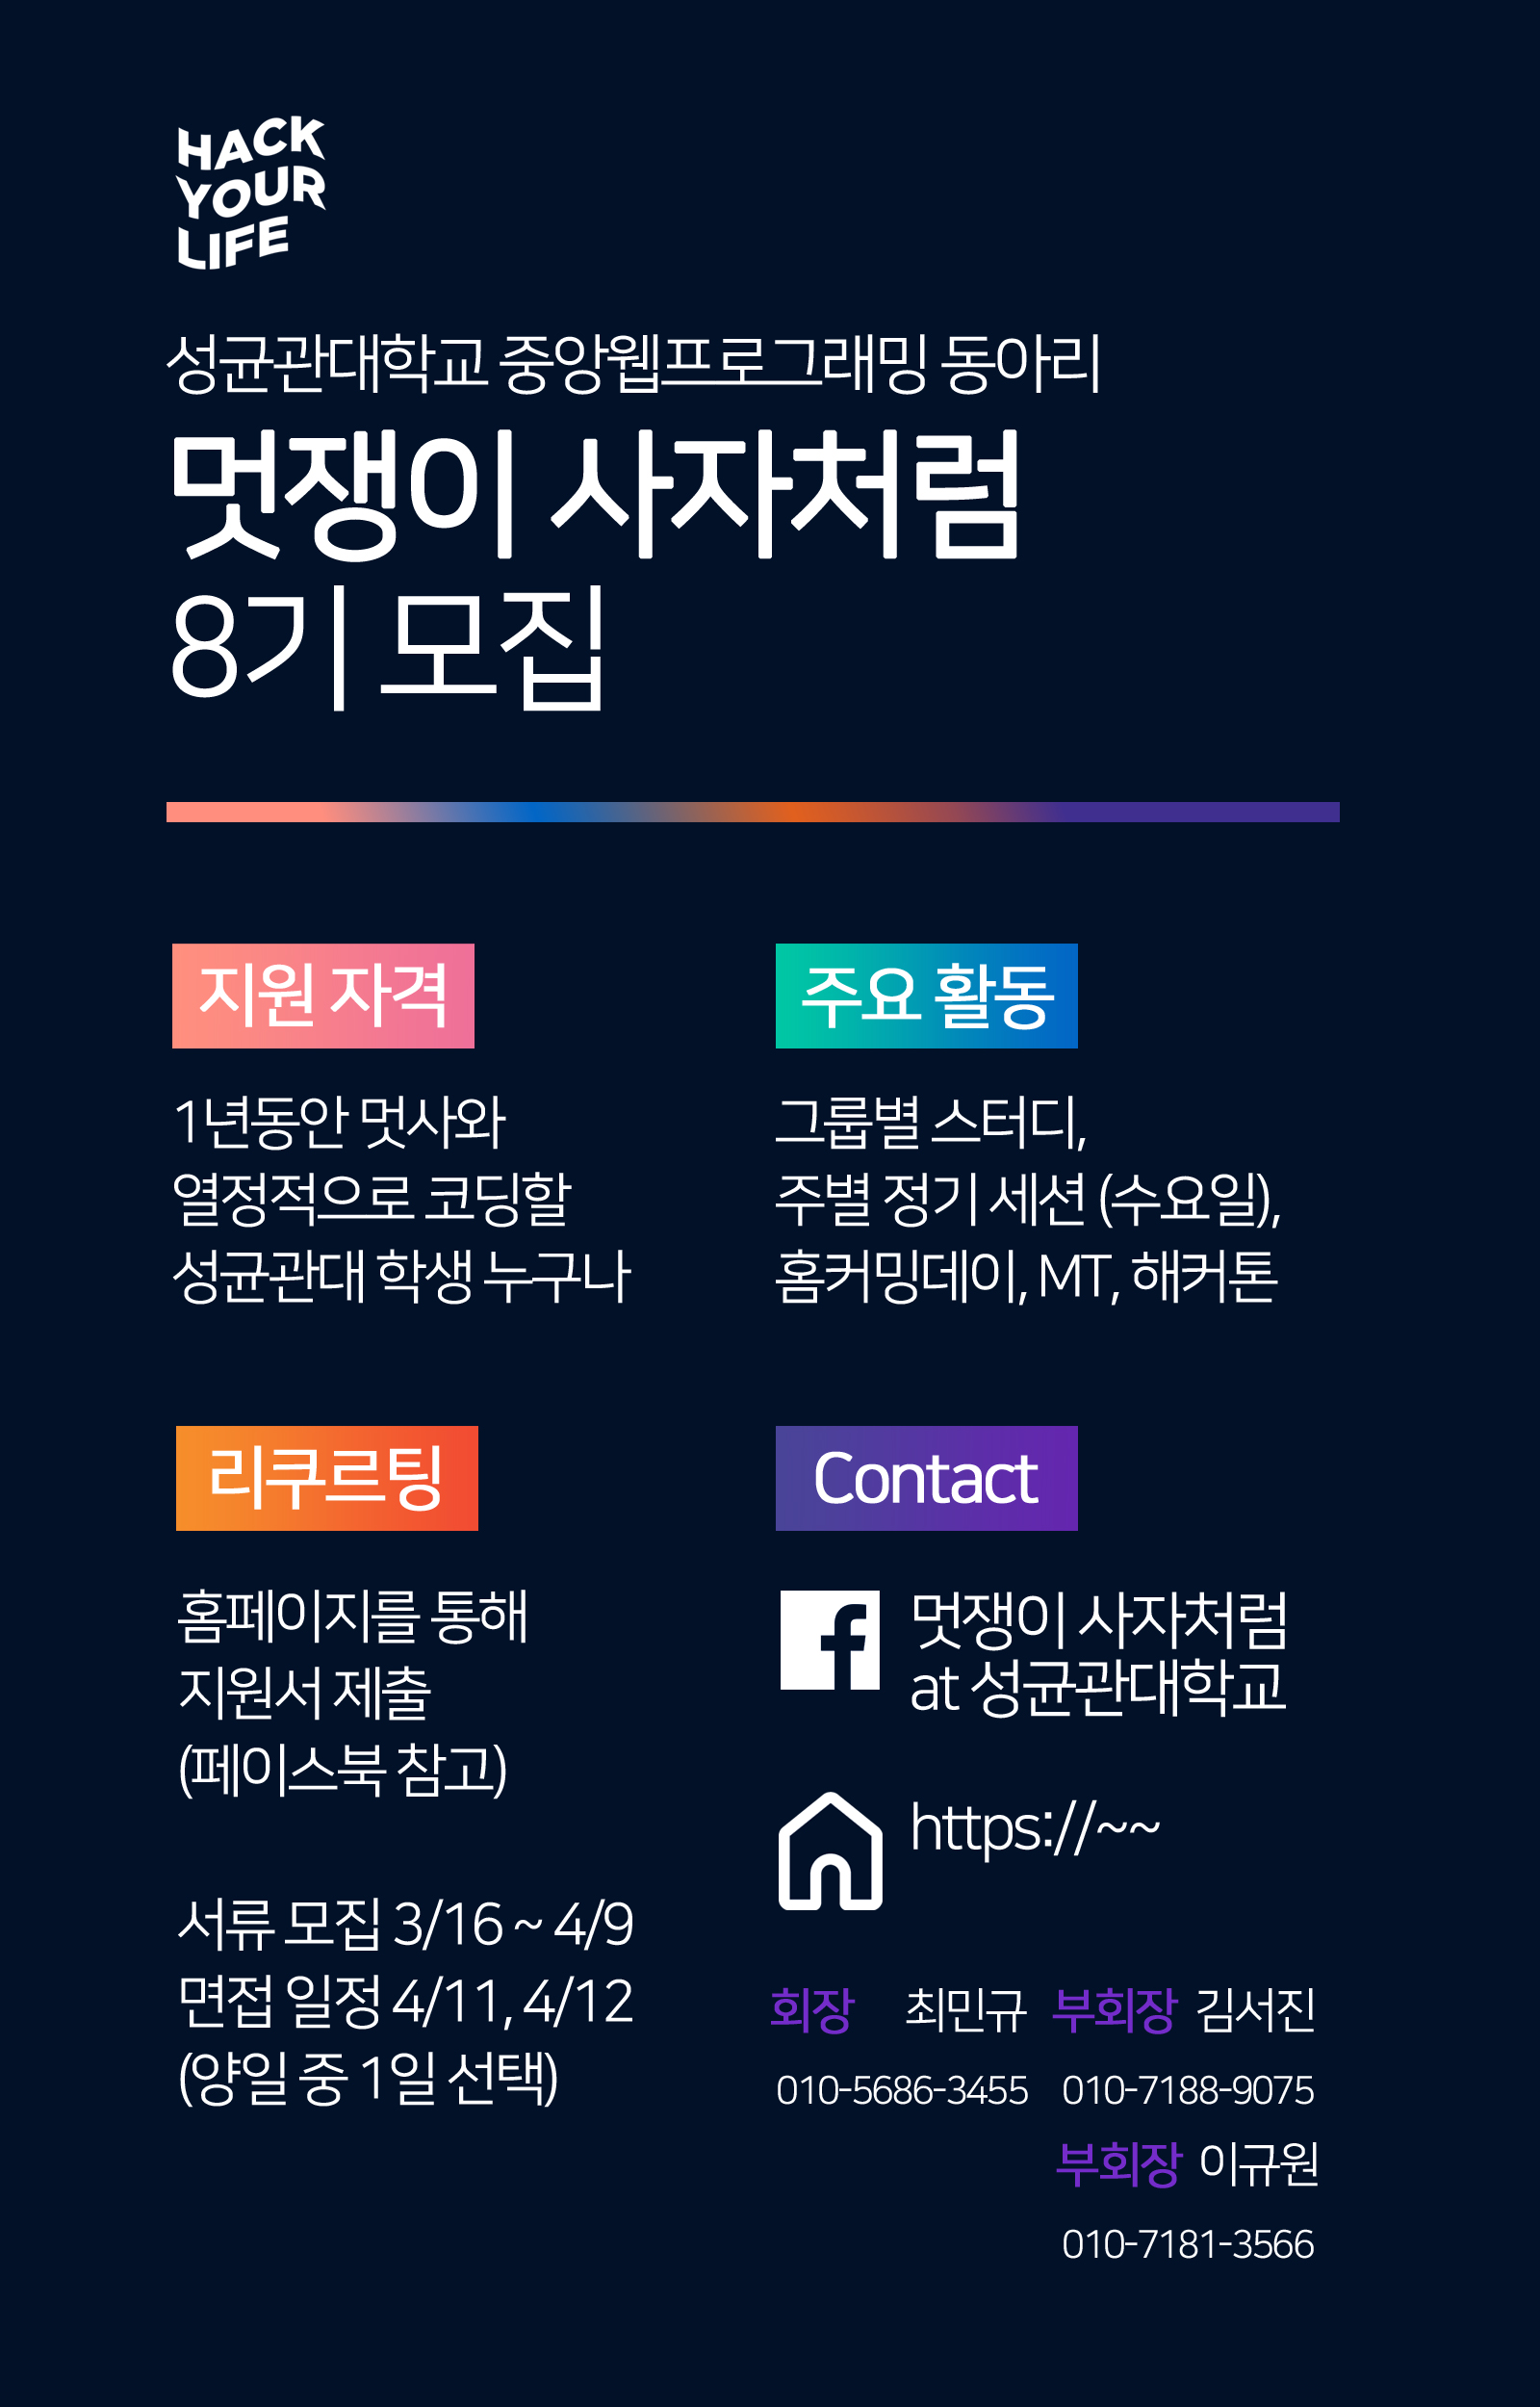 HACK
YOUR
LIFE
성균관대학교 중앙웹프로그래밍 동아리
멋쟁이 사자처럼
8기 모집
지원 자격
1년동안 멋사와
열정적으로 코딩할
성균관대 학생 누구나
주요 활동
그룹별 스터디,
주별 정기 세션 (수요일),
홈커밍데이, MT, 해커톤
리쿠르팅
홈페이지를 통해
지원서 제출
(페이스북 참고)
서류 모집 3/16 ~ 4/9
면접 일정 4/11, 4/12
(양일 중 1일 선택)
Contact
멋쟁이 사자처럼
at 성균관대학교
https://~~
회장 최민규 부회장 김서진
010-5686-3455 010-7188-9075
부회장 이규원
010-7181-3566